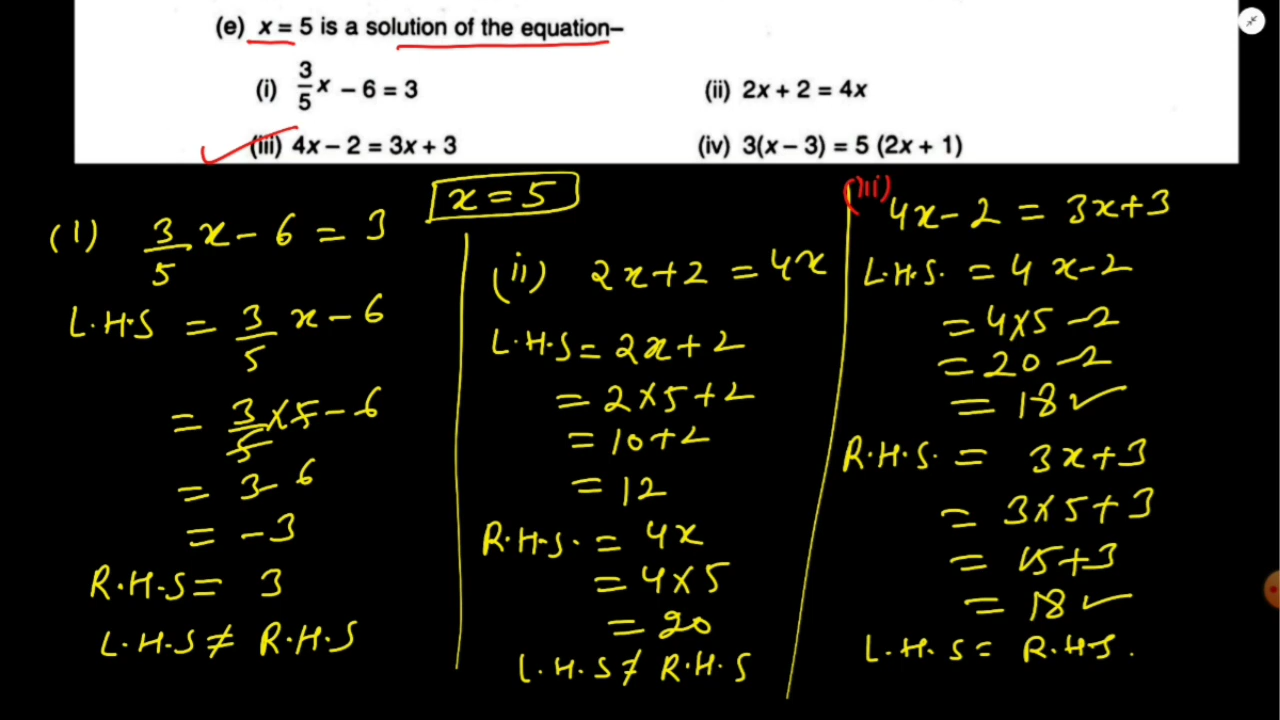 (e) x = 5 is a solution of the equation–
(i) 3/5 x – 6 = 3
(ii) 2x + 2 = 4x
(iii) 4x – 2 = 3x + 3
(iv) 3(x – 3) = 5 (2x + 1)
x = 5
(1) 3/5 x - 6 = 3
L.H.S = 3/5 x - 6
= 3/5 × 5 - 6
= 3 - 6
= -3
R.H.S = 3
L.H.S ≠ R.H.S
(ii) 2x + 2 = 4x
L.H.S = 2x + 2
= 2×5+2
= 10+2
= 12
R.H.S. = 4x
= 4×5
= 20
L.H.S ≠ R.H.S
(iii) 4x - 2 = 3x+3
L.H.S. = 4x-2
= 4×5-2
= 20-2
= 18 ✓
R.H.S. = 3x+3
= 3×5+3
= 15+3
= 18 ✓
L.H.S = R.H.S.